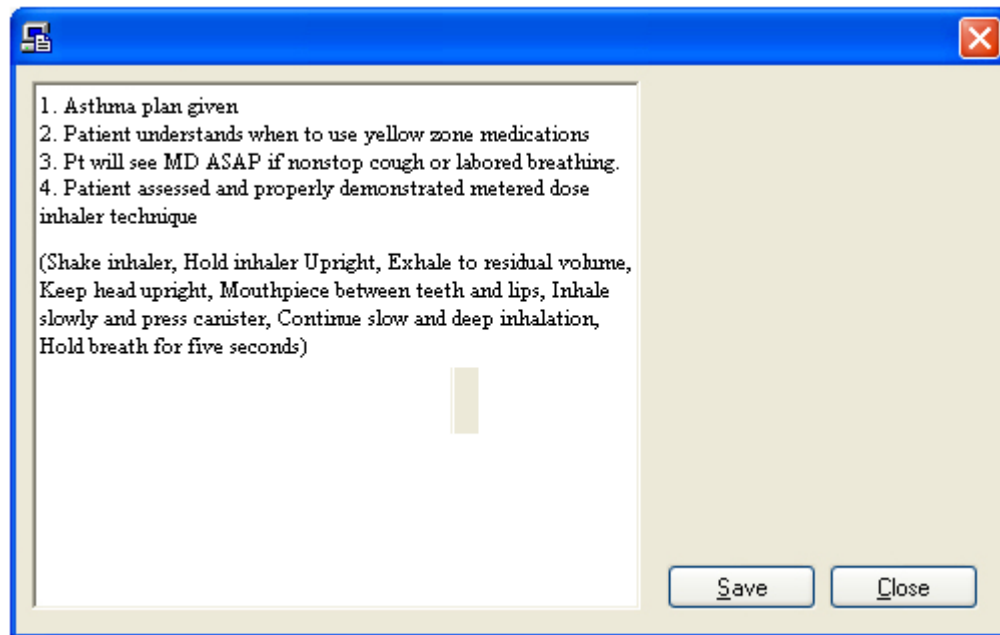 1. Asthma plan given
2. Patient understands when to use yellow zone medications
3. Pt will see MD ASAP if nonstop cough or labored breathing.
4. Patient assessed and properly demonstrated metered dose
inhaler technique
(Shake inhaler, Hold inhaler Upright, Exhale to residual volume,
Keep head upright, Mouthpiece between teeth and lips, Inhale
slowly and press canister, Continue slow and deep inhalation,
Hold breath for five seconds)
Save Close